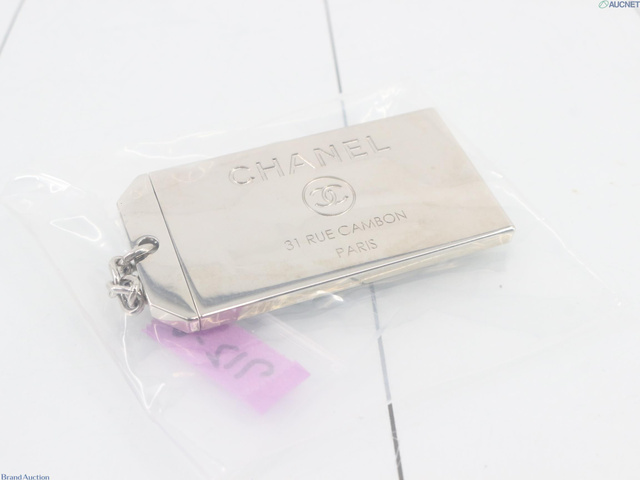 AUCNET
CHANEL
31 RUE CAMBON
PARIS
Brand Auction